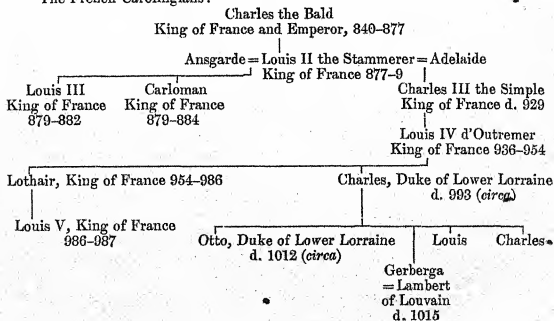 The French Carolingians.
Charles the Bald
King of France and Emperor, 840–877
Ansgarde = Louis II the Stammerer = Adelaide
King of France 877–9
Louis III
King of France
879–882
Carloman
King of France
879–884
Charles III the Simple
King of France d. 929
Louis IV d'Outremer
King of France 936–954
Lothair, King of France 954–986
Charles, Duke of Lower Lorraine
d. 993 (circa)
Louis V, King of France
986–987
Otto, Duke of Lower Lorraine
d. 1012 (circa)
Louis
Charles
Gerberga
= Lambert
of Louvain
d. 1015